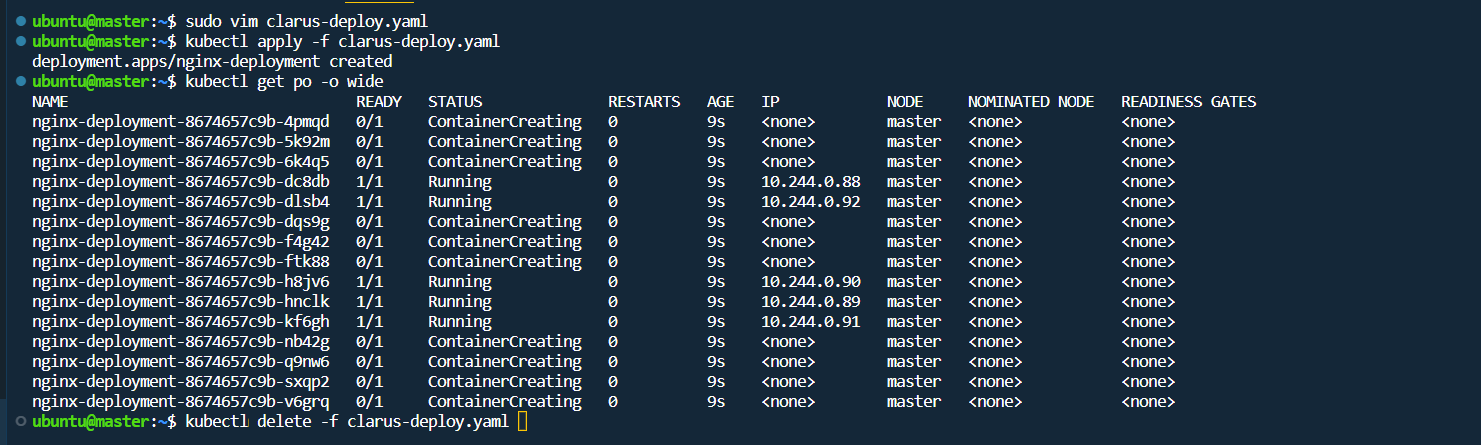 ubuntu@master:~$ sudo vim clarus-deploy.yaml
ubuntu@master:~$ kubectl apply -f clarus-deploy.yaml
deployment.apps/nginx-deployment created
ubuntu@master:~$ kubectl get po -o wide
NAME READY STATUS RESTARTS AGE IP NODE NOMINATED NODE READINESS GATES
nginx-deployment-8674657c9b-4pmqd 0/1 ContainerCreating 0 9s <none> master <none> <none>
nginx-deployment-8674657c9b-5k92m 0/1 ContainerCreating 0 9s <none> master <none> <none>
nginx-deployment-8674657c9b-6k4q5 0/1 ContainerCreating 0 9s <none> master <none> <none>
nginx-deployment-8674657c9b-dc8db 1/1 Running 0 9s 10.244.0.88 master <none> <none>
nginx-deployment-8674657c9b-dlsb4 1/1 Running 0 9s 10.244.0.92 master <none> <none>
nginx-deployment-8674657c9b-dqs9g 0/1 ContainerCreating 0 9s <none> master <none> <none>
nginx-deployment-8674657c9b-f4g42 0/1 ContainerCreating 0 9s <none> master <none> <none>
nginx-deployment-8674657c9b-ftk88 0/1 ContainerCreating 0 9s <none> master <none> <none>
nginx-deployment-8674657c9b-h8jv6 1/1 Running 0 9s 10.244.0.90 master <none> <none>
nginx-deployment-8674657c9b-hnclk 1/1 Running 0 9s 10.244.0.89 master <none> <none>
nginx-deployment-8674657c9b-kf6gh 1/1 Running 0 9s 10.244.0.91 master <none> <none>
nginx-deployment-8674657c9b-nb42g 0/1 ContainerCreating 0 9s <none> master <none> <none>
nginx-deployment-8674657c9b-q9nw6 0/1 ContainerCreating 0 9s <none> master <none> <none>
nginx-deployment-8674657c9b-sxqp2 0/1 ContainerCreating 0 9s <none> master <none> <none>
nginx-deployment-8674657c9b-v6grq 0/1 ContainerCreating 0 9s <none> master <none> <none>
ubuntu@master:~$ kubectl delete -f clarus-deploy.yaml